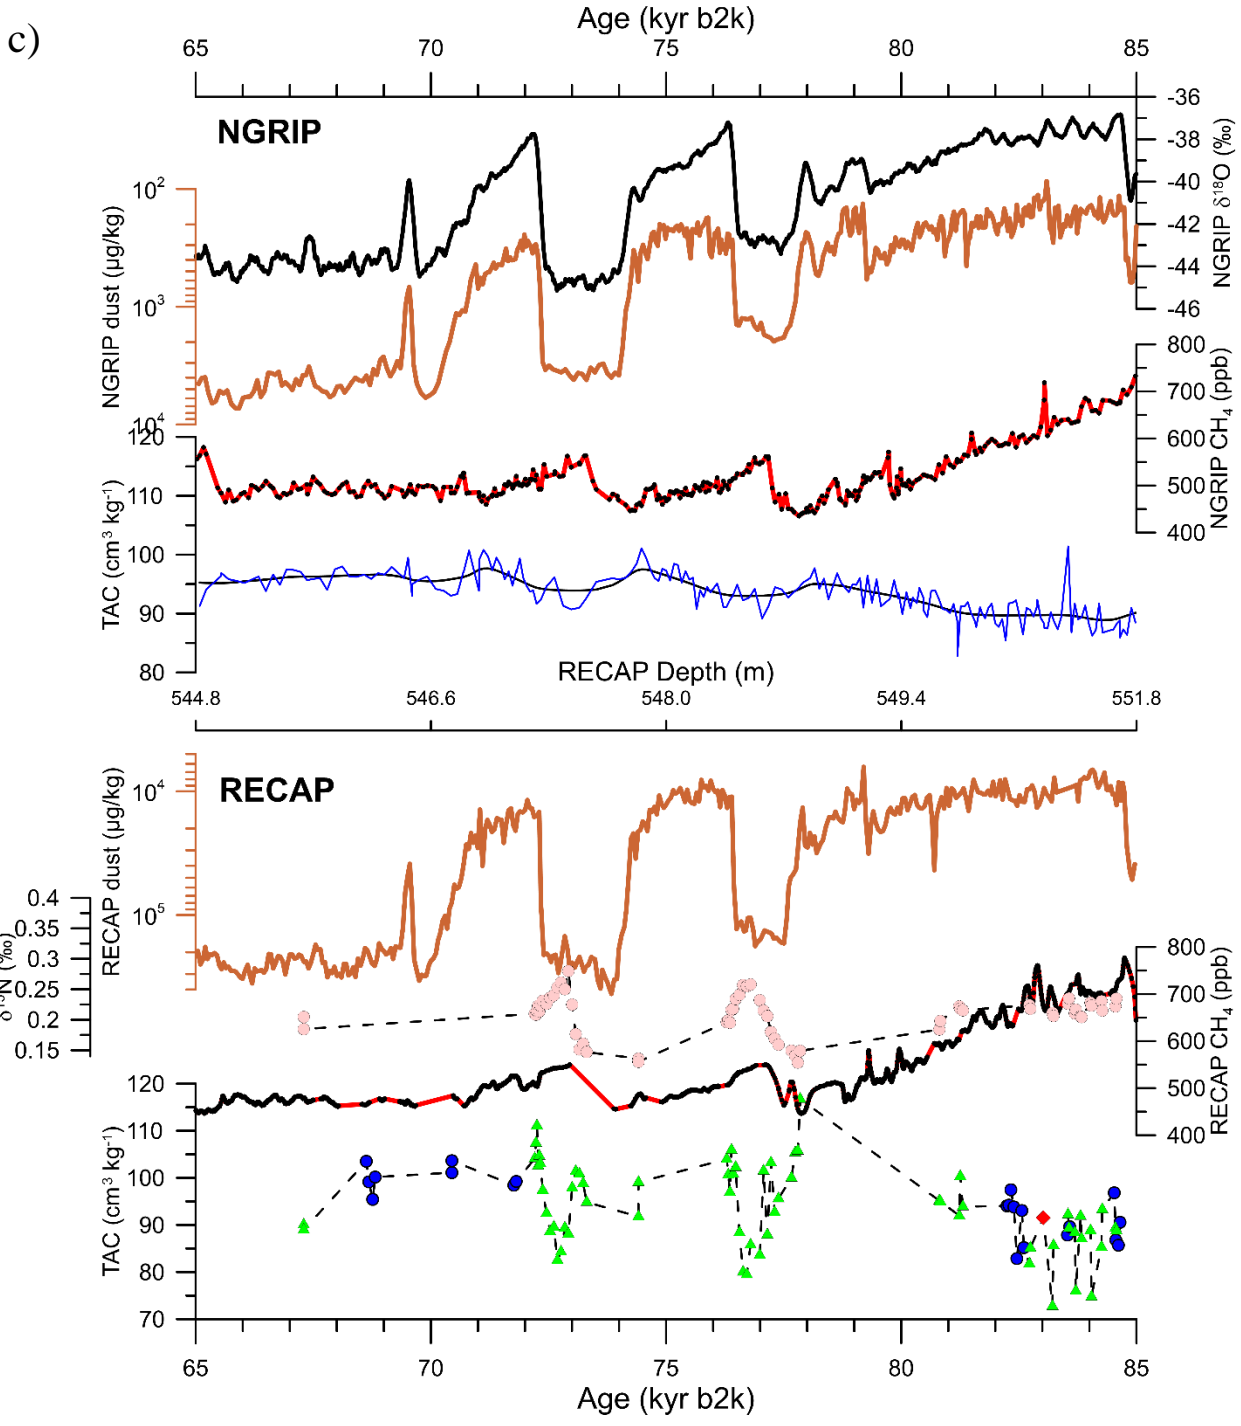 c)
Age (kyr b2k)
65 70 75 80 85
NGRIP
-36
-38
-40
-42
-44
-46
NGRIP δ18O (‰)
10²
10³
10⁴
NGRIP dust (µg/kg)
800
700
600
500
400
NGRIP CH₄ (ppb)
120
110
100
90
80
TAC (cm³ kg⁻¹)
RECAP Depth (m)
544.8 546.6 548.0 549.4 551.8
RECAP
10⁴
10⁵
RECAP dust (µg/kg)
0.4
0.35
0.3
0.25
0.2
0.15
δ¹⁵N (‰)
800
700
600
500
400
RECAP CH₄ (ppb)
120
110
100
90
80
70
TAC (cm³ kg⁻¹)
65 70 75 80 85
Age (kyr b2k)